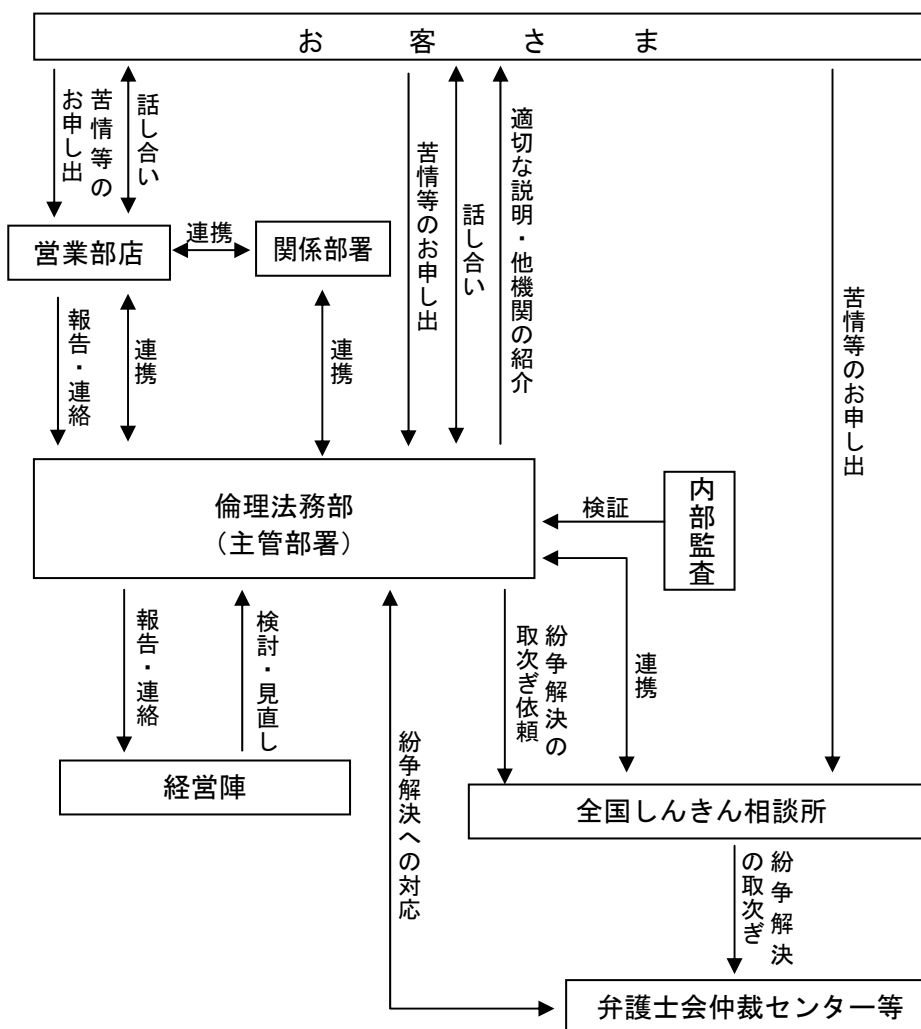 お客さま
苦情等の
お申し出
話し合い
苦情等のお申し出
話し合い
適切な説明・他機関の紹介
苦情等のお申し出
営業部店
連携
関係部署
報告・連絡
連携
連携
倫理法務部
（主管部署）
検証
内部監査
報告・連絡
検討・見直し
紛争解決への対応
紛争解決の
取次ぎ依頼
連携
経営陣
全国しんきん相談所
紛争解決
の取次ぎ
弁護士会仲裁センター等